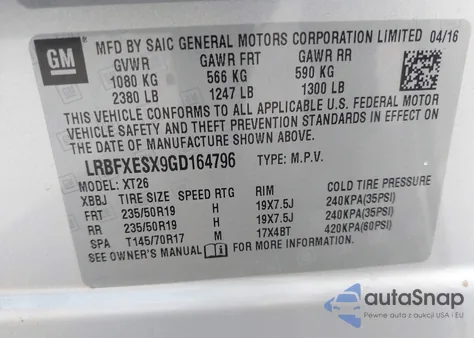 GM
MFD BY SAIC GENERAL MOTORS CORPORATION LIMITED 04/16
GVWR GAWR FRT GAWR RR
1080 KG 566 KG 590 KG
2380 LB 1247 LB 1300 LB
THIS VEHICLE CONFORMS TO ALL APPLICABLE U.S. FEDERAL MOTOR
VEHICLE SAFETY AND THEFT PREVENTION STANDARDS IN EFFECT ON
THE DATE OF MANUFACTURE SHOWN ABOVE.
LRBFXESX9GD164796 TYPE: M.P.V.
MODEL: XT26
XBBJ TIRE SIZE SPEED RTG RIM COLD TIRE PRESSURE
FRT 235/50R19 H 19X7.5J 240KPA(35PSI)
RR 235/50R19 H 19X7.5J 240KPA(35PSI)
SPA T145/70R17 M 17X4BT 420KPA(60PSI)
SEE OWNER'S MANUAL
autoSnap
Pewne auta z aukcji USA i EU